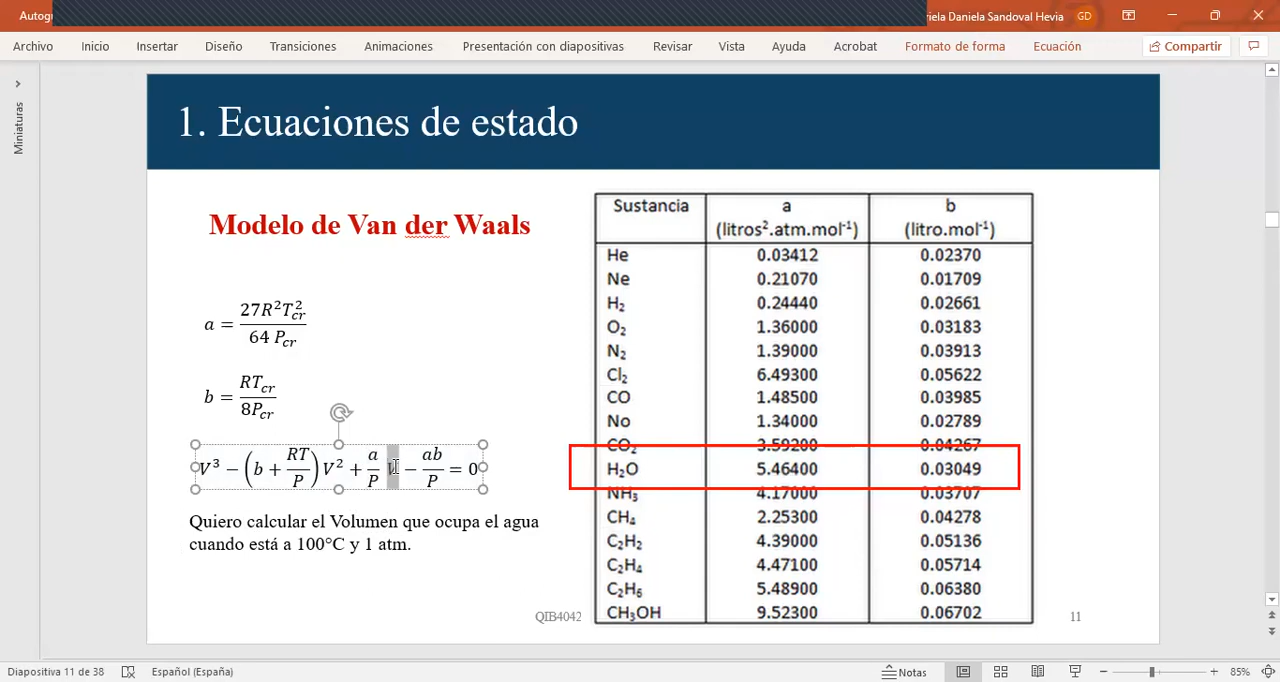 Autogu
riela Daniela Sandoval Hevia GD
Archivo Inicio Insertar Diseño Transiciones Animaciones Presentación con diapositivas Revisar Vista Ayuda Acrobat Formato de forma Ecuación Compartir
Miniaturas
1. Ecuaciones de estado
Modelo de Van der Waals
a = 27R²T²cr / 64 Pcr
b = RTcr / 8Pcr
V³ − (b + RT/P) V² + a/P V − ab/P = 0
Quiero calcular el Volumen que ocupa el agua
cuando está a 100°C y 1 atm.
Sustancia a b
(litros².atm.mol⁻¹) (litro.mol⁻¹)
He 0.03412 0.02370
Ne 0.21070 0.01709
H₂ 0.24440 0.02661
O₂ 1.36000 0.03183
N₂ 1.39000 0.03913
Cl₂ 6.49300 0.05622
CO 1.48500 0.03985
No 1.34000 0.02789
CO₂ 3.59200 0.04267
H₂O 5.46400 0.03049
NH₃ 4.17000 0.03707
CH₄ 2.25300 0.04278
C₂H₂ 4.39000 0.05136
C₂H₄ 4.47100 0.05714
C₂H₆ 5.48900 0.06380
CH₃OH 9.52300 0.06702
QIB4042 11
Diapositiva 11 de 38 Español (España) Notas 85%